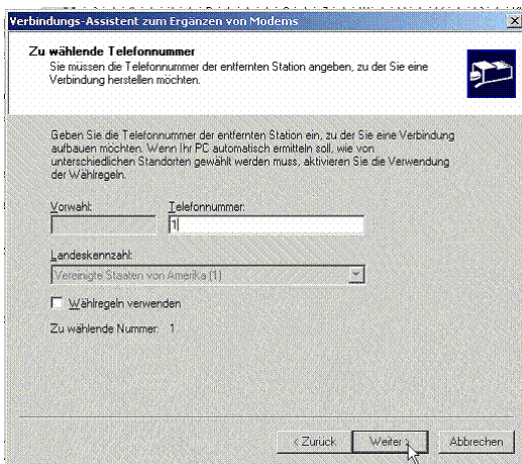 Verbindungs-Assistent zum Ergänzen von Modems
Zu wählende Telefonnummer
Sie müssen die Telefonnummer der entfernten Station angeben, zu der Sie eine
Verbindung herstellen möchten.
Geben Sie die Telefonnummer der entfernten Station ein, zu der Sie eine Verbindung
aufbauen möchten. Wenn Ihr PC automatisch ermitteln soll, wie von
unterschiedlichen Standorten gewählt werden muss, aktivieren Sie die Verwendung
der Wählregeln.
Vorwahl: Telefonnummer:
1
Landeskennzahl:
Vereinigte Staaten von Amerika (1)
Wählregeln verwenden
Zu wählende Nummer: 1
< Zurück Weiter > Abbrechen